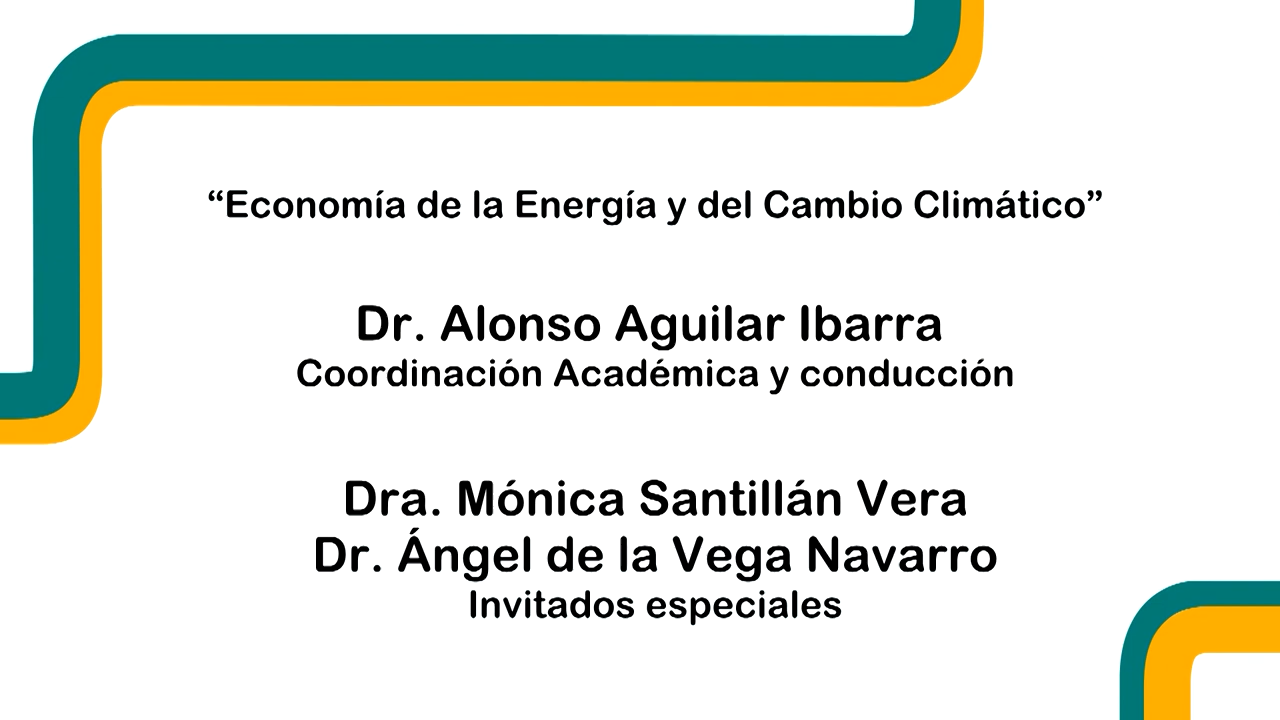 “Economía de la Energía y del Cambio Climático”
Dr. Alonso Aguilar Ibarra
Coordinación Académica y conducción
Dra. Mónica Santillán Vera
Dr. Ángel de la Vega Navarro
Invitados especiales